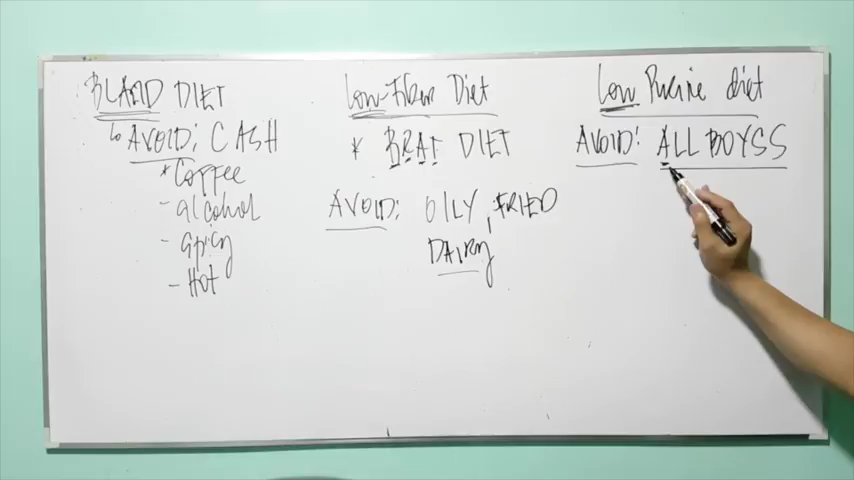 BLAND DIET
↳ AVOID: CASH
*Coffee
- alcohol
- spicy
- Hot
Low-Fiber Diet
* BRAT DIET
AVOID: OILY, FRIED
DAIRY
Low Purine diet
AVOID: ALL BOYSS